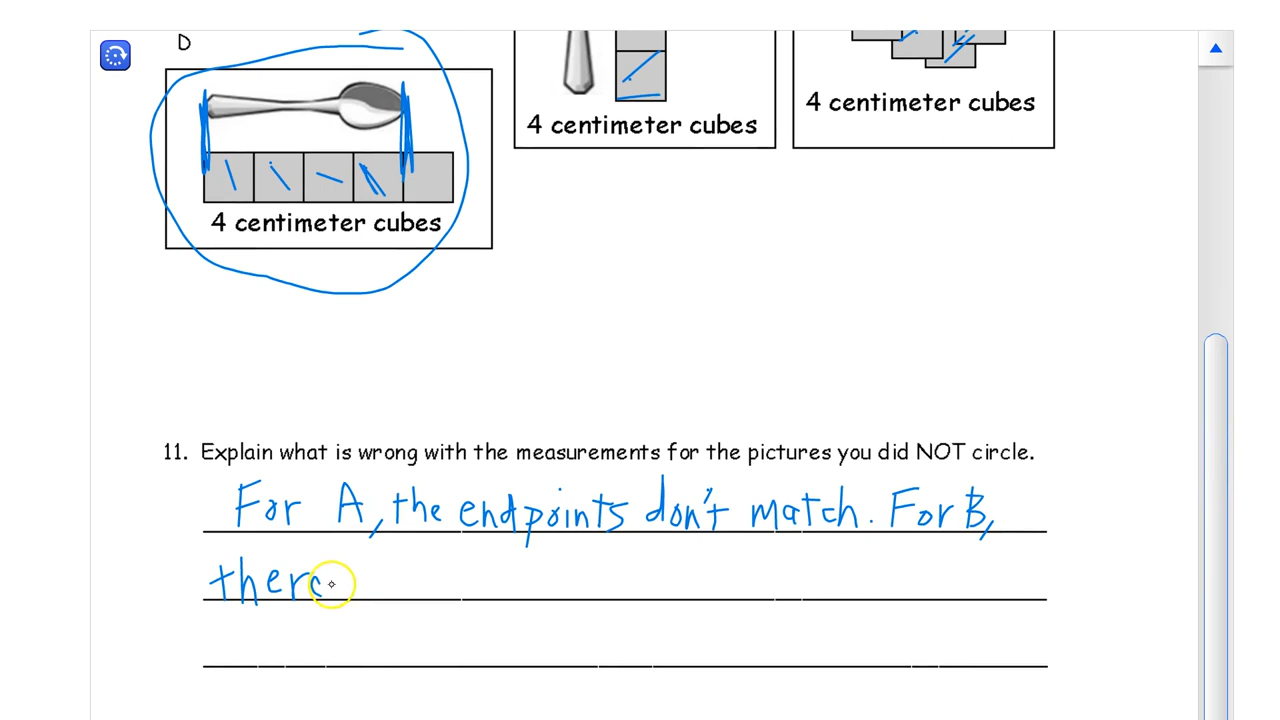 D
4 centimeter cubes
4 centimeter cubes
4 centimeter cubes
11. Explain what is wrong with the measurements for the pictures you did NOT circle.
For A, the endpoints don't match. For B,
there